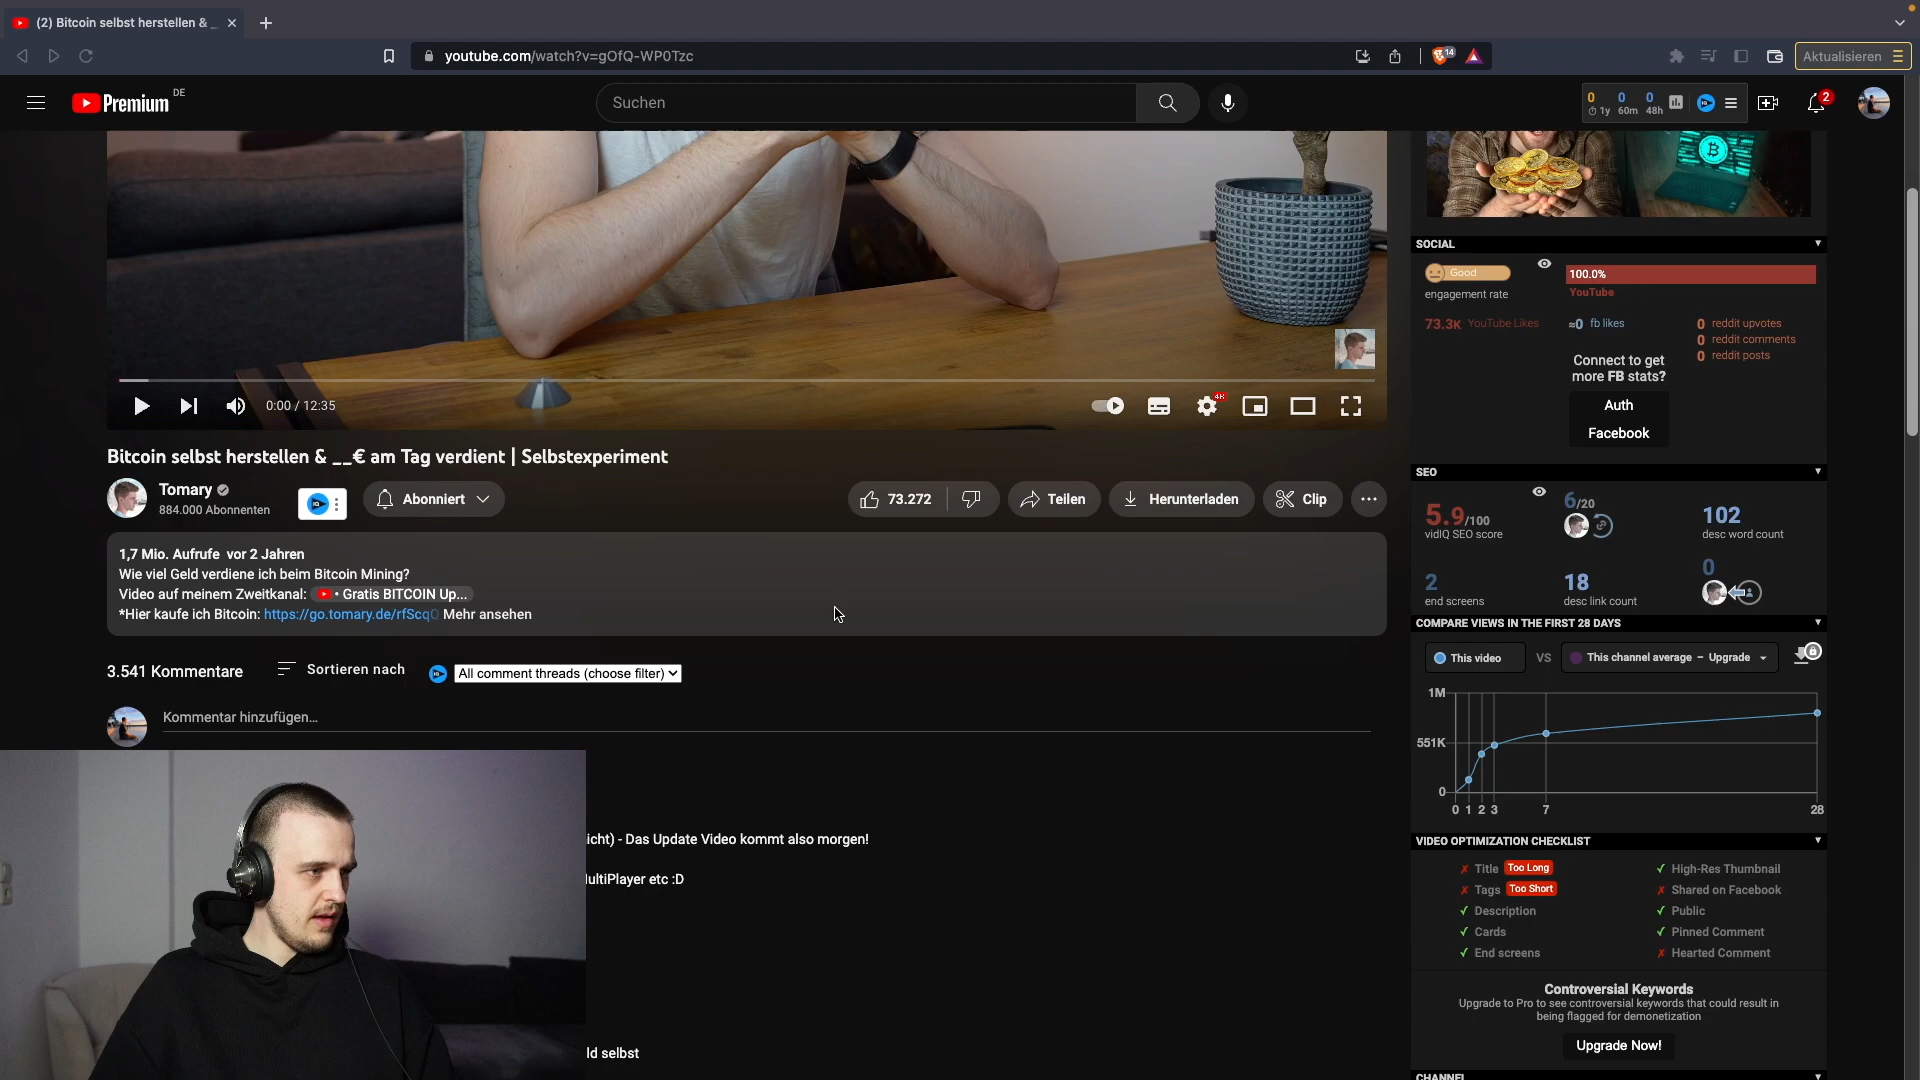 (2) Bitcoin selbst herstellen & _
youtube.com/watch?v=gOfQ-WP0Tzc
14
Aktualisieren
Premium DE
Suchen
0 0 0
1y 60m 48h
2
SOCIAL
Good
engagement rate
100.0%
YouTube
73.3K YouTube Likes
≈0 fb likes
0 reddit upvotes
0 reddit comments
0 reddit posts
Connect to get
more FB stats?
Auth
Facebook
0:00 / 12:35
4K
Bitcoin selbst herstellen & __€ am Tag verdient | Selbstexperiment
Tomary
884.000 Abonnenten
Abonniert
73.272
Teilen
Herunterladen
Clip
1,7 Mio. Aufrufe vor 2 Jahren
Wie viel Geld verdiene ich beim Bitcoin Mining?
Video auf meinem Zweitkanal: • Gratis BITCOIN Up...
*Hier kaufe ich Bitcoin: https://go.tomary.de/rfScqQ Mehr ansehen
3.541 Kommentare
Sortieren nach
All comment threads (choose filter)
Kommentar hinzufügen...
icht) - Das Update Video kommt also morgen!
ultiPlayer etc :D
ld selbst
SEO
5.9/100
vidIQ SEO score
6/20
102
desc word count
2
end screens
18
desc link count
0
COMPARE VIEWS IN THE FIRST 28 DAYS
This video
VS
This channel average – Upgrade
1M
551K
0
0 1 2 3 7 28
VIDEO OPTIMIZATION CHECKLIST
Title Too Long
High-Res Thumbnail
Tags Too Short
Shared on Facebook
Description
Public
Cards
Pinned Comment
End screens
Hearted Comment
Controversial Keywords
Upgrade to Pro to see controversial keywords that could result in
being flagged for demonetization
Upgrade Now!
CHANNEL